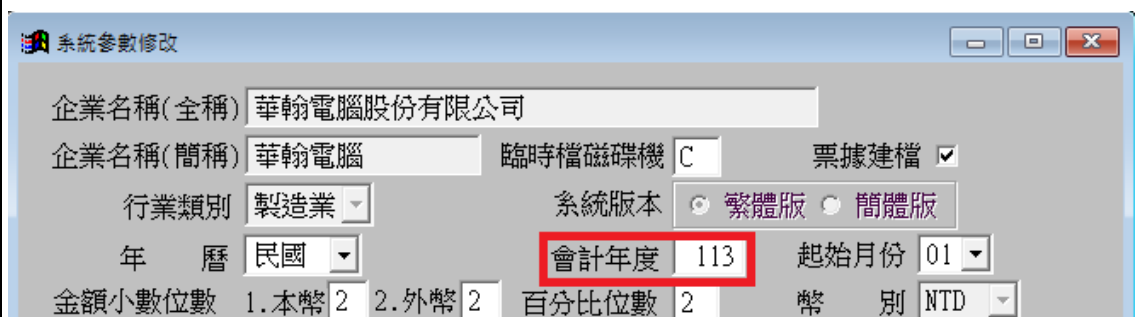 系統參數修改
企業名稱(全稱) 華翰電腦股份有限公司
企業名稱(簡稱) 華翰電腦 臨時檔磁碟機 C 票據建檔
行業類別 製造業 系統版本 繁體版 簡體版
年 曆 民國 會計年度 113 起始月份 01
金額小數位數 1.本幣 2 2.外幣 2 百分比位數 2 幣 別 NTD